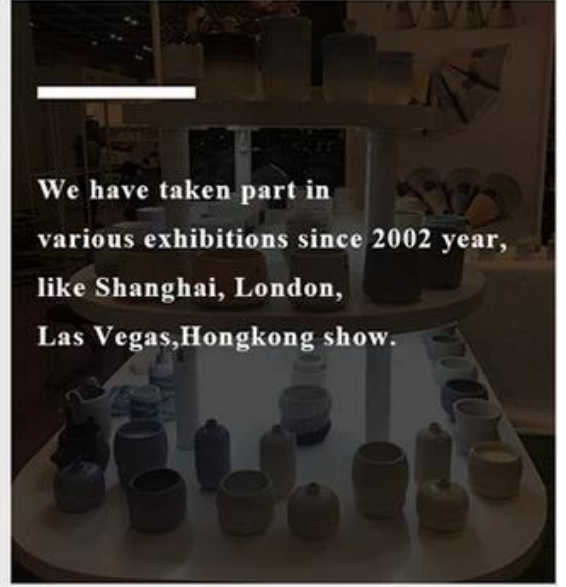 We have taken part in
various exhibitions since 2002 year,
like Shanghai, London,
Las Vegas,Hongkong show.